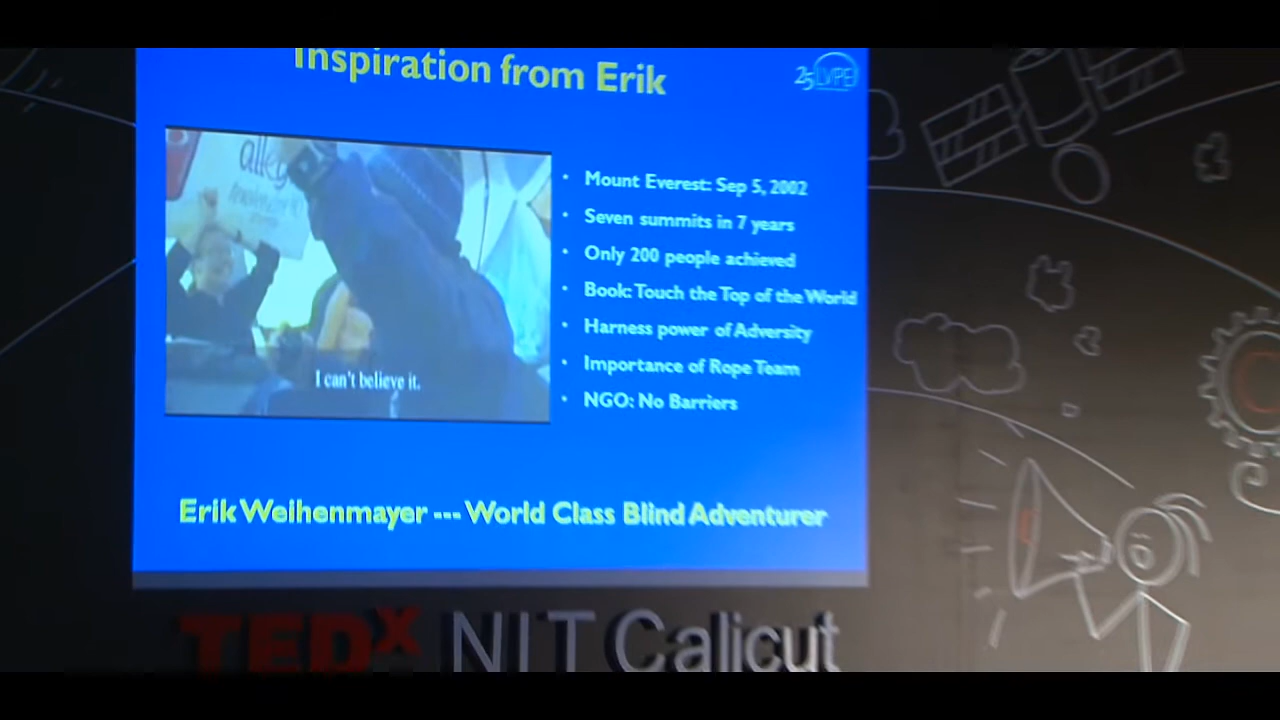 Inspiration from Erik
25 LVPEI
Mount Everest: Sep 5, 2002
Seven summits in 7 years
Only 200 people achieved
Book: Touch the Top of the World
Harness power of Adversity
Importance of Rope Team
NGO: No Barriers
I can't believe it.
Erik Weihenmayer --- World Class Blind Adventurer
TEDx NIT Calicut